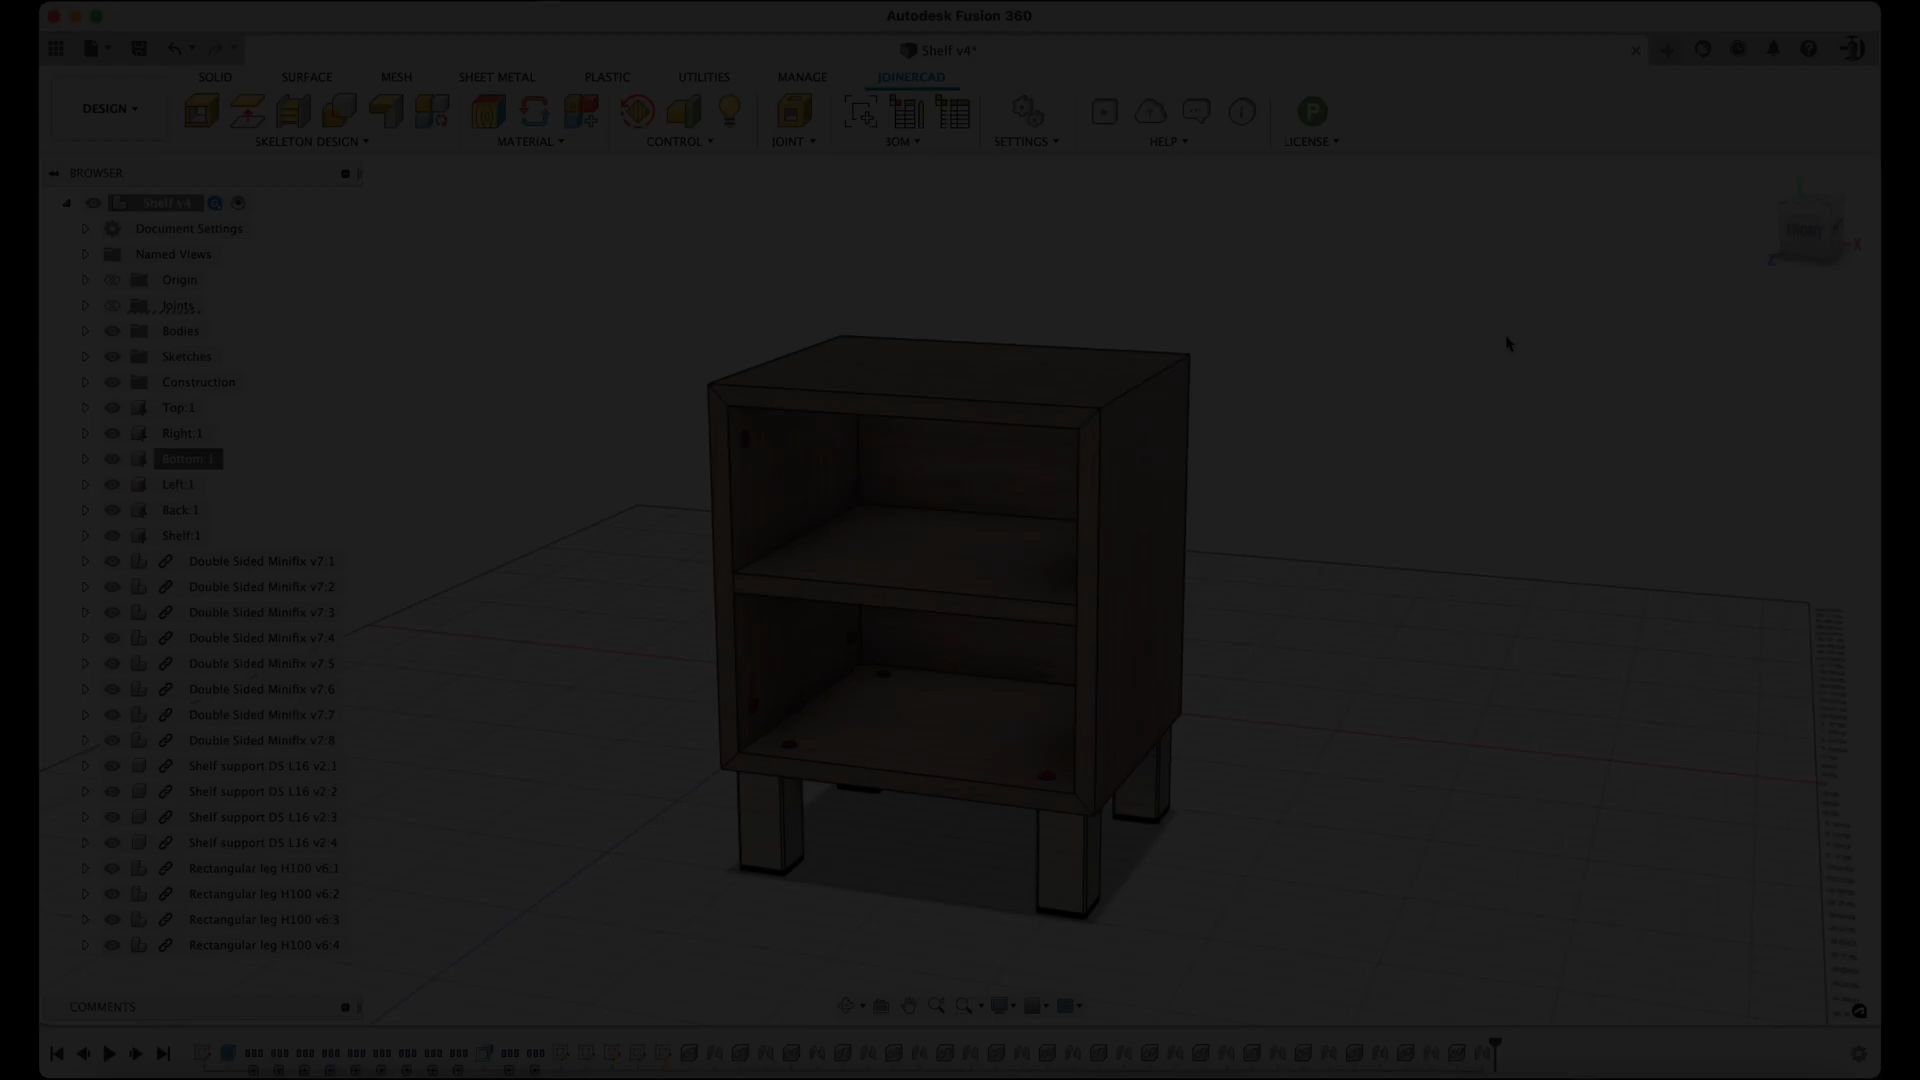 Autodesk Fusion 360
Shelf v4*
SOLID SURFACE MESH SHEET METAL PLASTIC UTILITIES MANAGE JOINERCAD
DESIGN
SKELETON DESIGN MATERIAL CONTROL JOINT BOM SETTINGS HELP LICENSE
P
BROWSER
Shelf v4
Document Settings
Named Views
Origin
Joints
Bodies
Sketches
Construction
Top:1
Right:1
Bottom:1
Left:1
Back:1
Shelf:1
Double Sided Minifix v7:1
Double Sided Minifix v7:2
Double Sided Minifix v7:3
Double Sided Minifix v7:4
Double Sided Minifix v7:5
Double Sided Minifix v7:6
Double Sided Minifix v7:7
Double Sided Minifix v7:8
Shelf support DS L16 v2:1
Shelf support DS L16 v2:2
Shelf support DS L16 v2:3
Shelf support DS L16 v2:4
Rectangular leg H100 v6:1
Rectangular leg H100 v6:2
Rectangular leg H100 v6:3
Rectangular leg H100 v6:4
FRONT
X
Z
COMMENTS